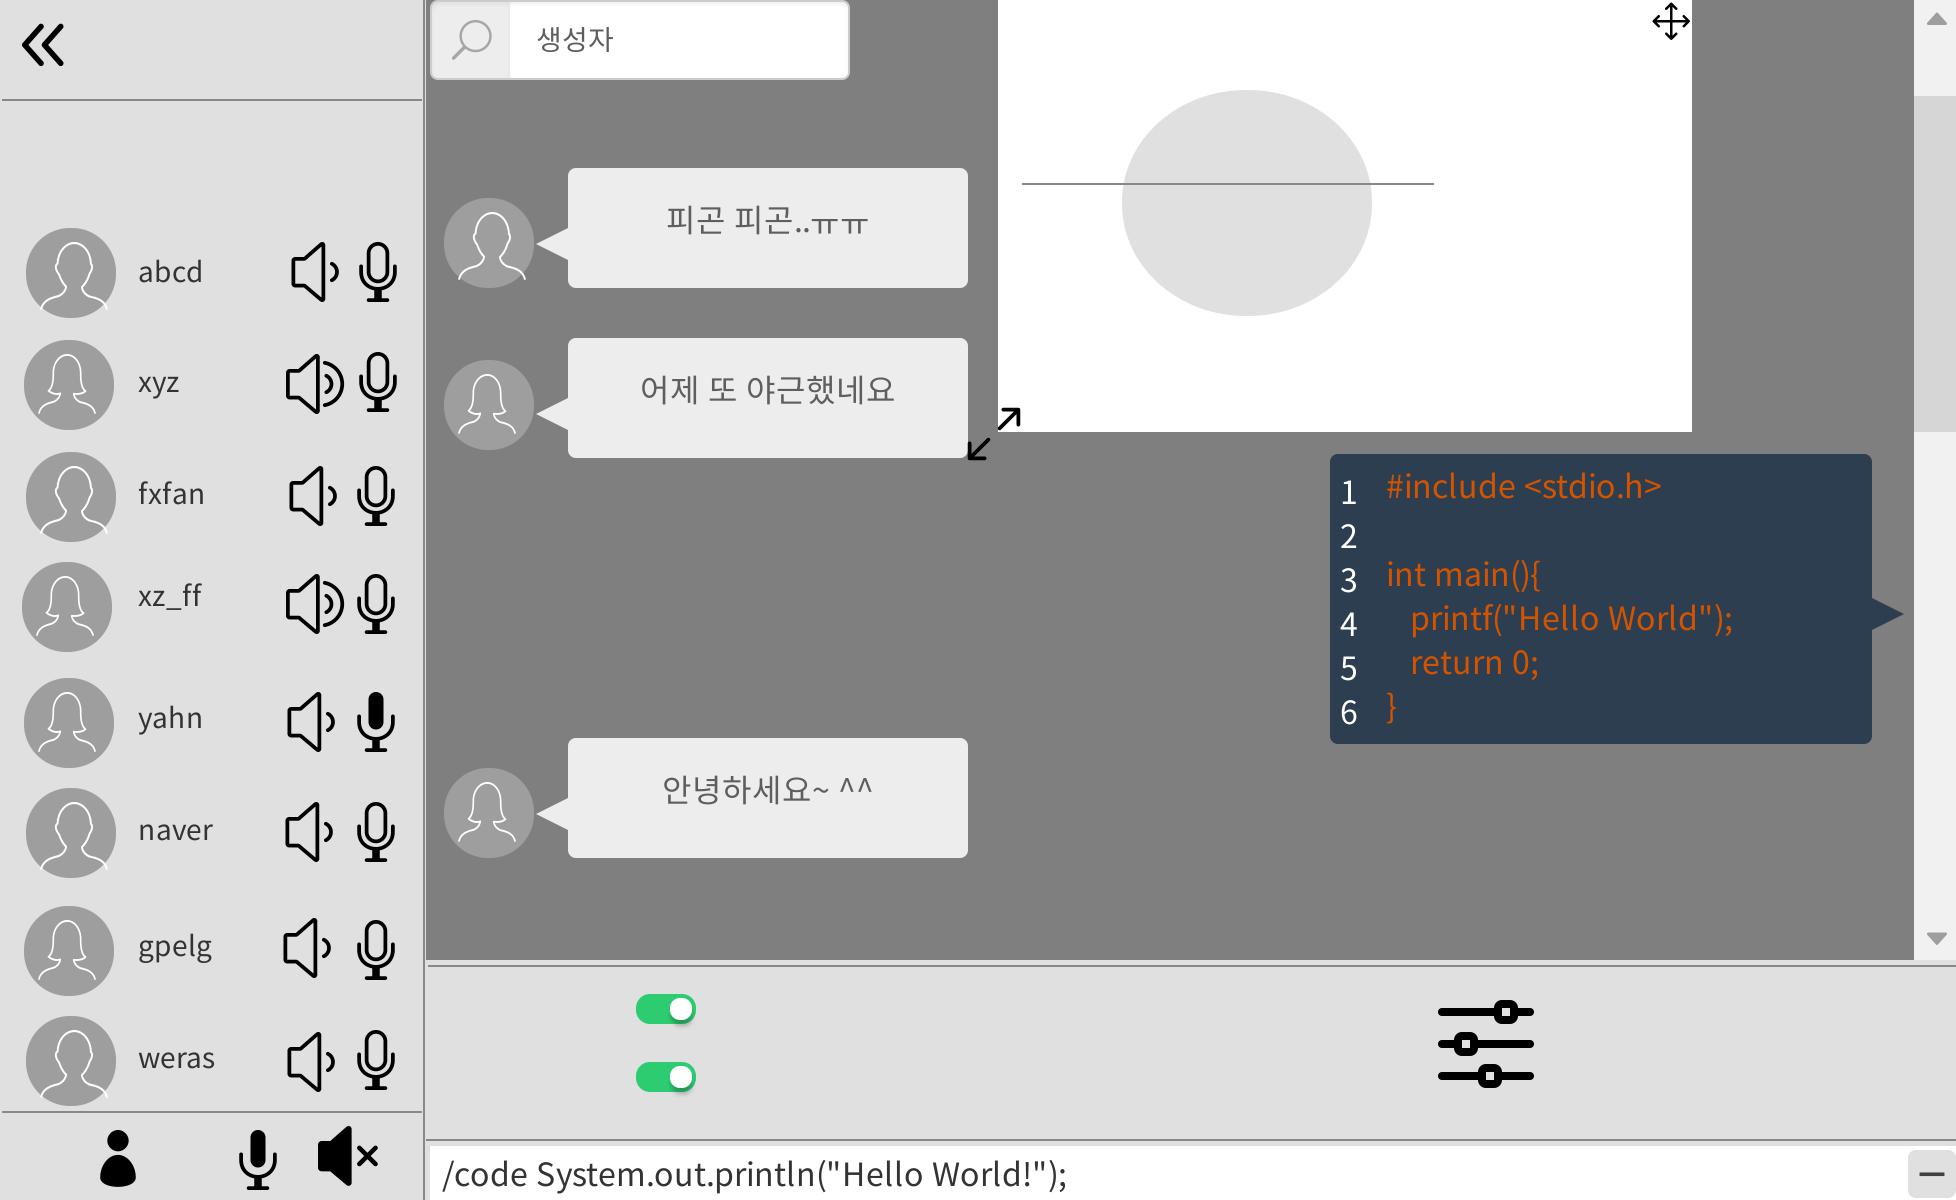 생성자
abcd
xyz
fxfan
xz_ff
yahn
naver
gpelg
weras
피곤 피곤..ㅠㅠ
어제 또 야근했네요
1 #include <stdio.h>
2
3 int main(){
4 printf("Hello World");
5 return 0;
6 }
안녕하세요~ ^^
/code System.out.println("Hello World!");